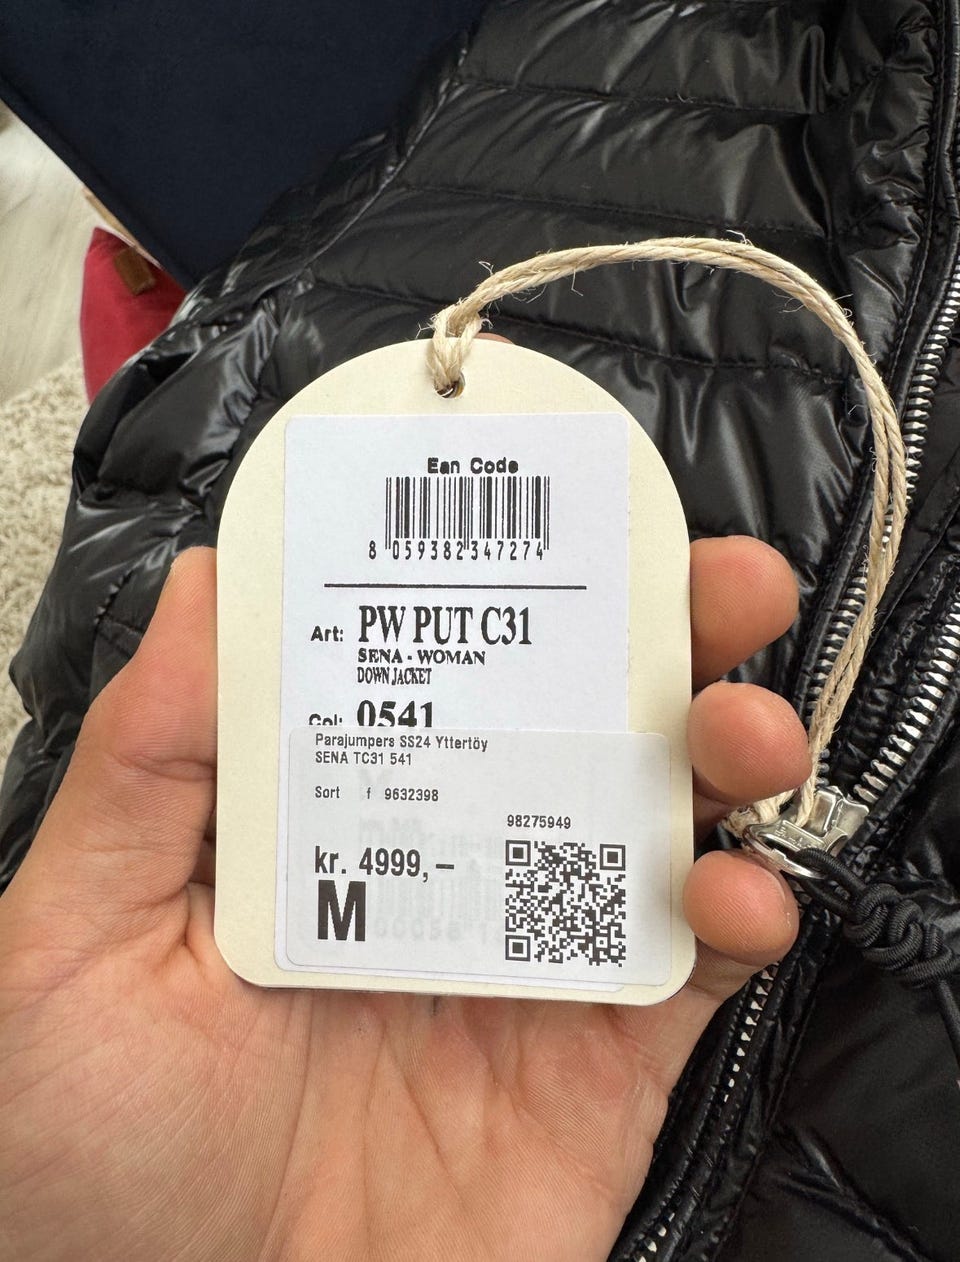 Ean Code
8 059382 347274
Art: PW PUT C31
SENA - WOMAN
DOWN JACKET
Col: 0541
Parajumpers SS24 Yttertöy
SENA TC31 541
Sort f 9632398
98275949
kr. 4999,-
M